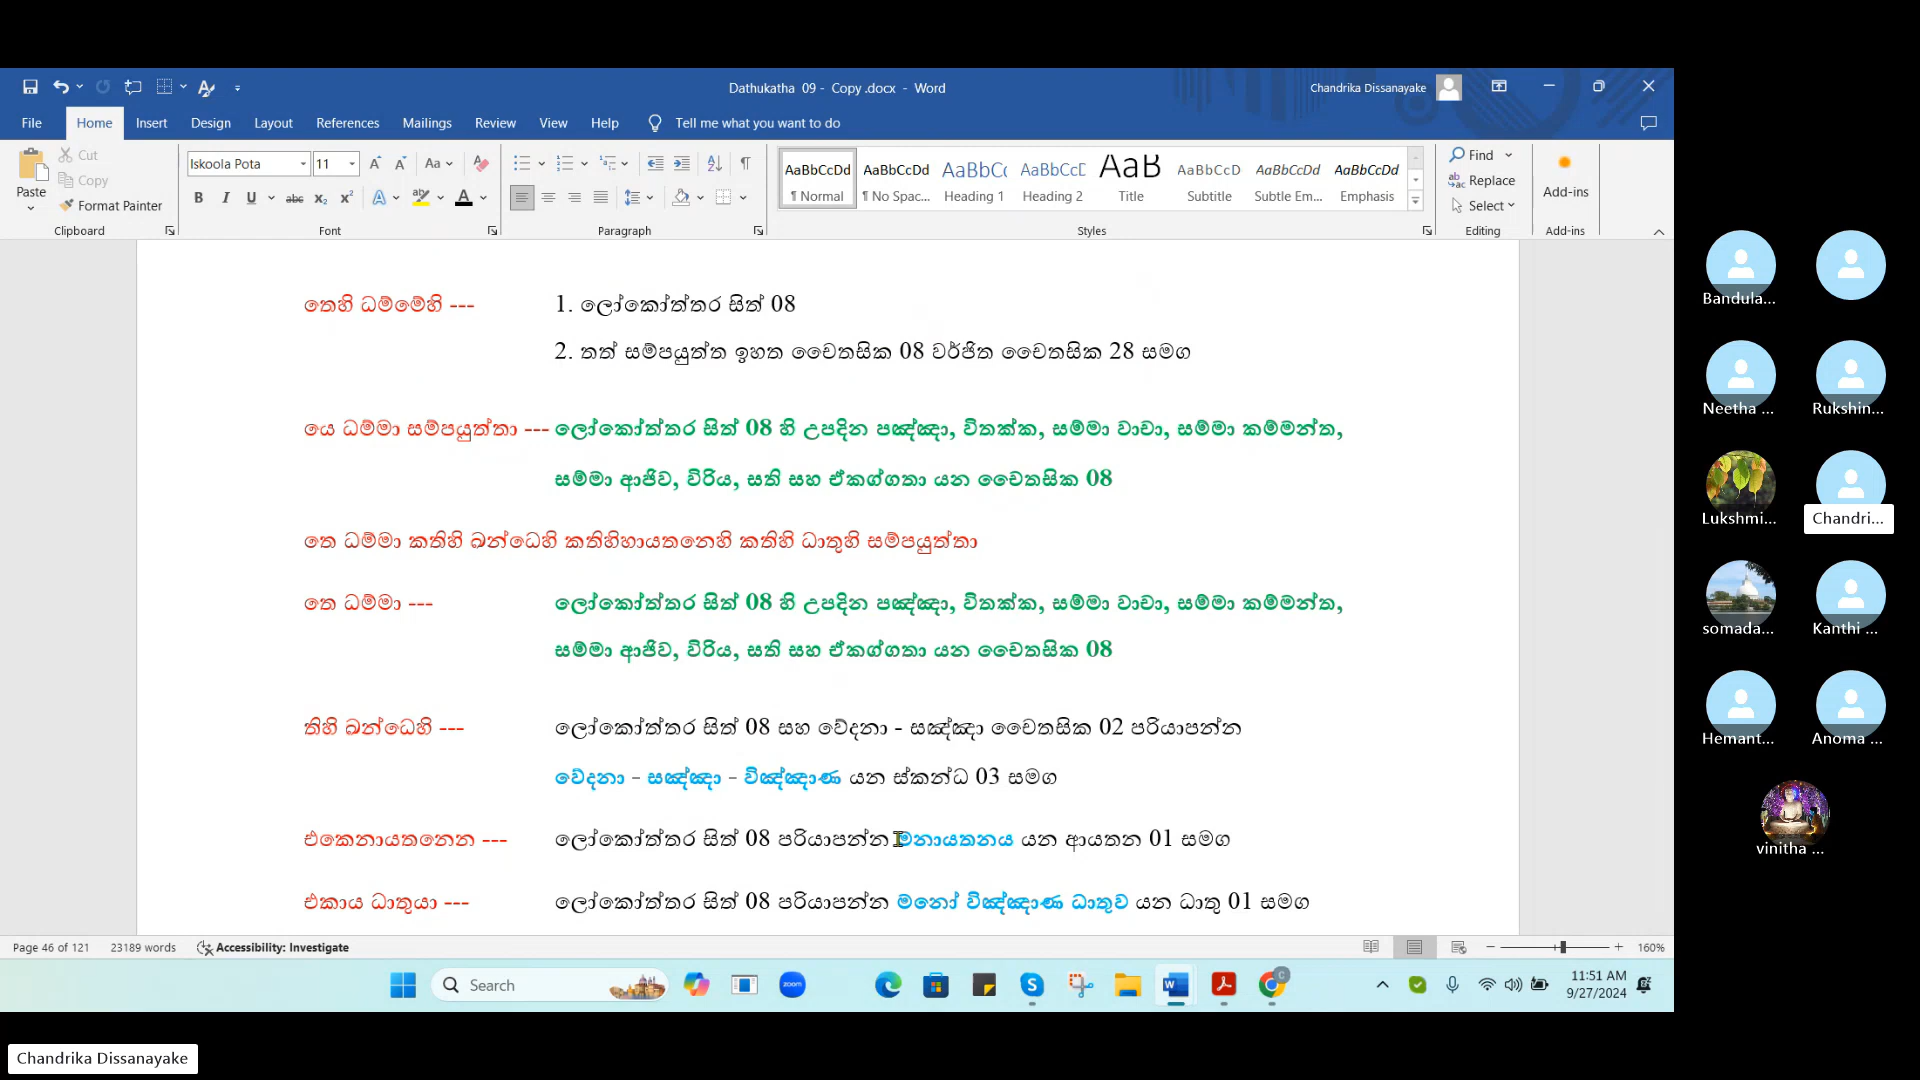 Dathukatha 09 - Copy .docx - Word
Chandrika Dissanayake
File Home Insert Design Layout References Mailings Review View Help Tell me what you want to do
Paste
Cut
Copy
Format Painter
Clipboard
Iskoola Pota 11
Font
Paragraph
AaBbCcDd AaBbCcDd AaBbCc AaBbCcD AaB AaBbCcD AaBbCcDd AaBbCcDd
¶ Normal ¶ No Spac... Heading 1 Heading 2 Title Subtitle Subtle Em... Emphasis
Styles
Find
Replace
Select
Editing
Add-ins
Add-ins
තෙහි ධම්මේහි --- 1. ලෝකෝත්තර සිත් 08
2. තත් සම්පයුත්ත ඉහත චෛතසික 08 වර්ජිත චෛතසික 28 සමග
යෙ ධම්මා සම්පයුත්තා --- ලෝකෝත්තර සිත් 08 හි උපදින පඤ්ඤා, විතක්ක, සම්මා වාචා, සම්මා කම්මන්ත,
සම්මා ආජිව, විරිය, සති සහ ඒකග්ගතා යන චෛතසික 08
තෙ ධම්මා කතිහි ඛන්ධෙහි කතිහිහායතනෙහි කතිහි ධාතුහි සම්පයුත්තා
තෙ ධම්මා --- ලෝකෝත්තර සිත් 08 හි උපදින පඤ්ඤා, විතක්ක, සම්මා වාචා, සම්මා කම්මන්ත,
සම්මා ආජිව, විරිය, සති සහ ඒකග්ගතා යන චෛතසික 08
තිහි ඛන්ධෙහි --- ලෝකෝත්තර සිත් 08 සහ වේදනා - සඤ්ඤා චෛතසික 02 පරියාපන්න
වේදනා - සඤ්ඤා - විඤ්ඤාණ යන ස්කන්ධ 03 සමග
එකෙනායතනෙන --- ලෝකෝත්තර සිත් 08 පරියාපන්න මනායතනය යන ආයතන 01 සමග
එකාය ධාතුයා --- ලෝකෝත්තර සිත් 08 පරියාපන්න මනෝ විඤ්ඤාණ ධාතුව යන ධාතු 01 සමග
Page 46 of 121 23189 words Accessibility: Investigate 160%
Search
zoom
11:51 AM
9/27/2024
Bandula...
Neetha ... Rukshin...
Lukshmi... Chandri...
somada... Kanthi ...
Hemant... Anoma ...
vinitha ...
Chandrika Dissanayake